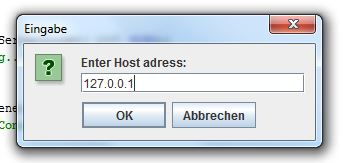 Eingabe
Enter Host adress:
127.0.0.1
OK
Abbrechen